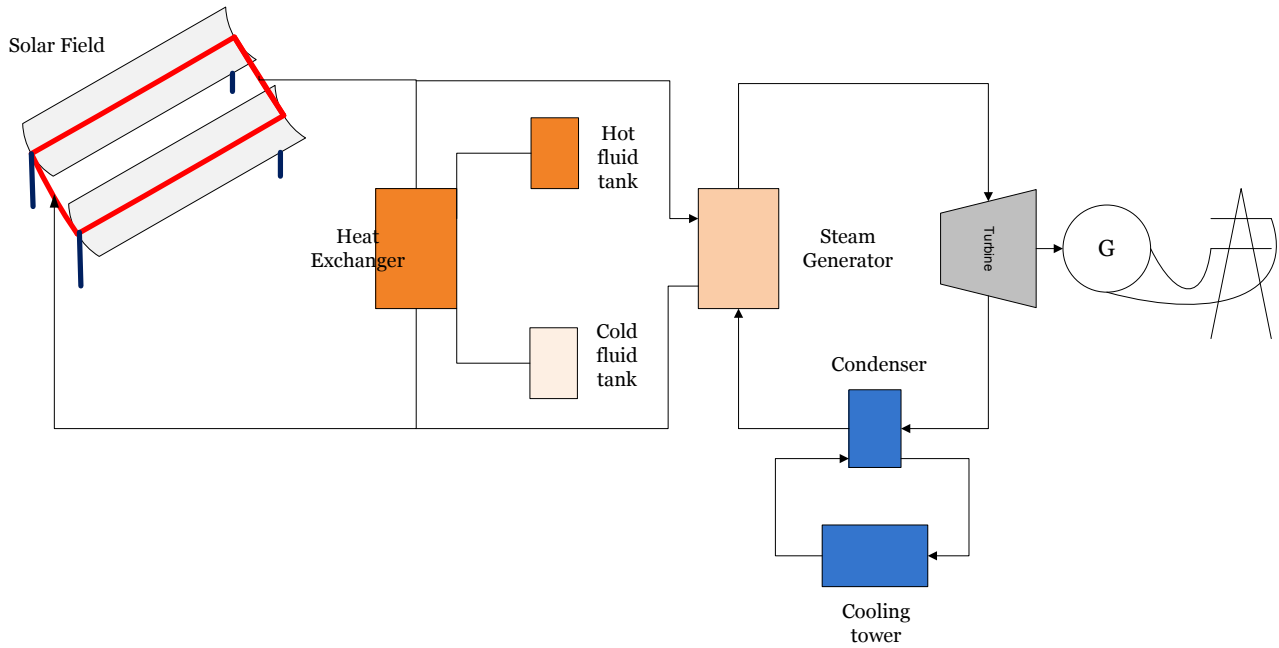 Solar Field
Hot
fluid
tank
Heat
Exchanger
Steam
Generator
Turbine
G
Cold
fluid
tank
Condenser
Cooling
tower